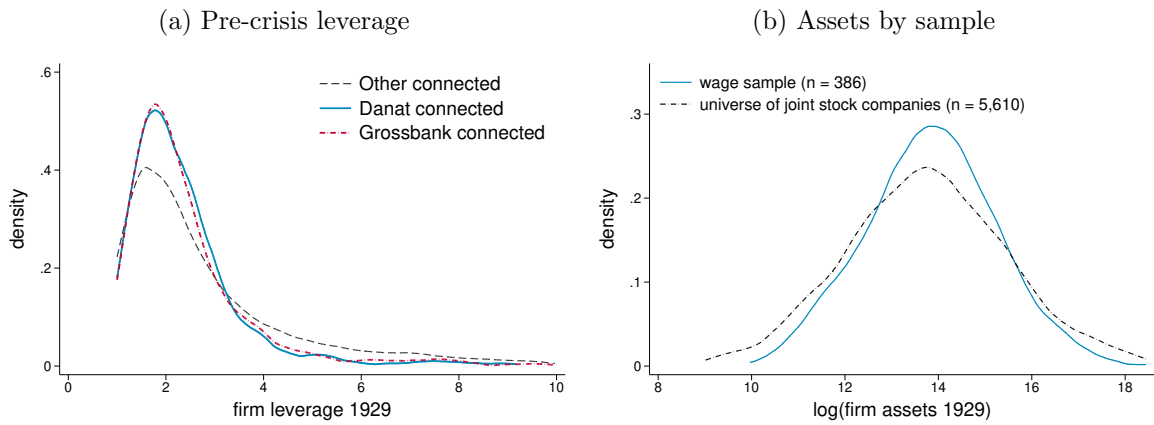 (a) Pre-crisis leverage
.6
.4
.2
0
density
Other connected
Danat connected
Grossbank connected
0 2 4 6 8 10
firm leverage 1929
(b) Assets by sample
.3
.2
.1
0
density
wage sample (n = 386)
universe of joint stock companies (n = 5,610)
8 10 12 14 16 18
log(firm assets 1929)